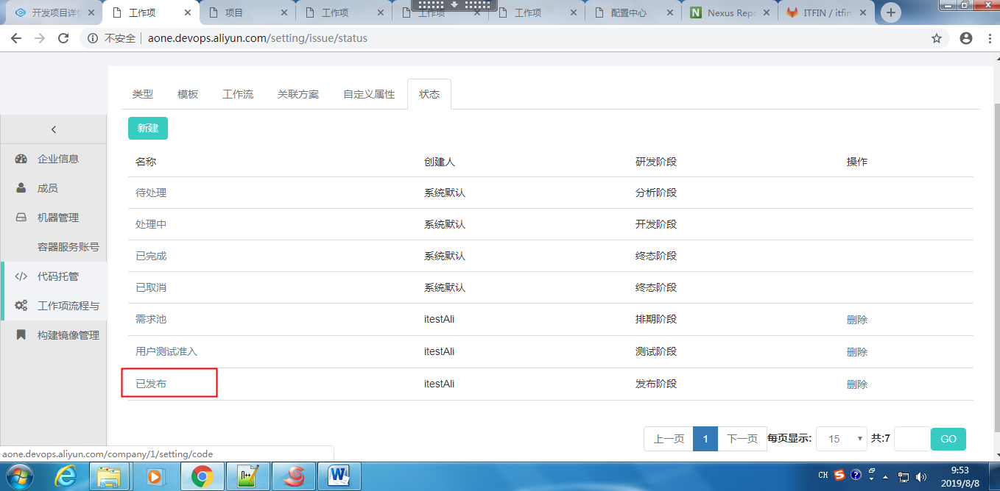 开发项目详情
工作项
项目
工作项
工作项
工作项
配置中心
Nexus Repo
ITFIN / itfin
不安全
aone.devops.aliyun.com/setting/issue/status
类型 模板 工作流 关联方案 自定义属性 状态
新建
名称 创建人 研发阶段 操作
待处理 系统默认 分析阶段
处理中 系统默认 开发阶段
已完成 系统默认 终态阶段
已取消 系统默认 终态阶段
需求池 itestAli 排期阶段 删除
用户测试准入 itestAli 测试阶段 删除
已发布 itestAli 发布阶段 删除
企业信息
成员
机器管理
容器服务账号
代码托管
工作项流程与
构建镜像管理
上一页 1 下一页 每页显示: 15 共:7 GO
aone.devops.aliyun.com/company/1/setting/code
CH
9:53
2019/8/8